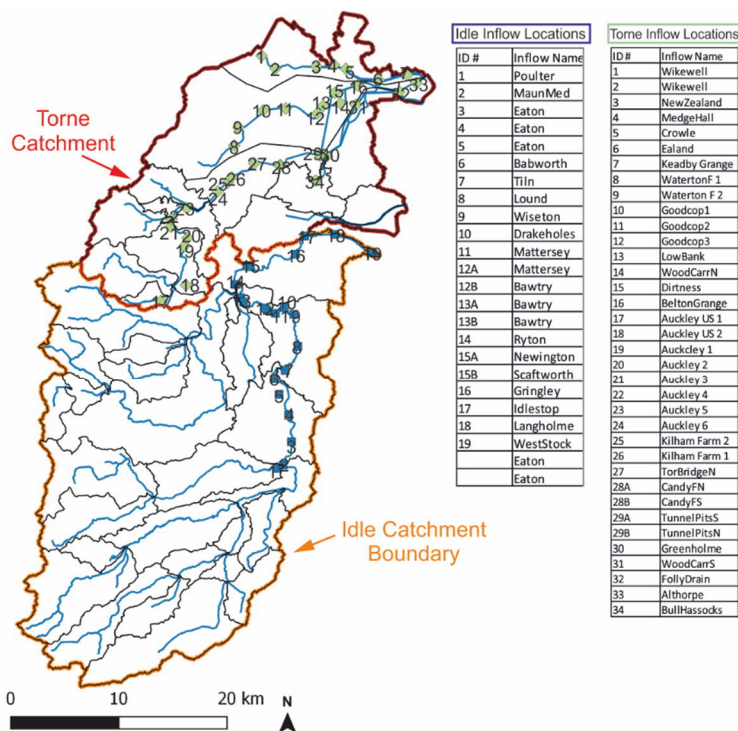 Torne
Catchment
Idle Catchment
Boundary
0 10 20 km
N
Idle Inflow Locations
ID # Inflow Name
1 Poulter
2 MaunMed
3 Eaton
4 Eaton
5 Eaton
6 Babworth
7 Tiln
8 Lound
9 Wiseton
10 Drakeholes
11 Mattersey
12A Mattersey
12B Bawtry
13A Bawtry
13B Bawtry
14 Ryton
15A Newington
15B Scaftworth
16 Gringley
17 Idlestop
18 Langholme
19 WestStock
Eaton
Eaton
Torne Inflow Locations
ID # Inflow Name
1 Wikewell
2 Wikewell
3 NewZealand
4 MedgeHall
5 Crowle
6 Ealand
7 Keadby Grange
8 WatertonF 1
9 Waterton F 2
10 Goodcop1
11 Goodcop2
12 Goodcop3
13 LowBank
14 WoodCarrN
15 Dirtness
16 BeltonGrange
17 Auckley US 1
18 Auckley US 2
19 Auckcley 1
20 Auckley 2
21 Auckley 3
22 Auckley 4
23 Auckley 5
24 Auckley 6
25 Kilham Farm 2
26 Kilham Farm 1
27 TorBridgeN
28A CandyFN
28B CandyFS
29A TunnelPitsS
29B TunnelPitsN
30 Greenholme
31 WoodCarrS
32 FollyDrain
33 Althorpe
34 BullHassocks